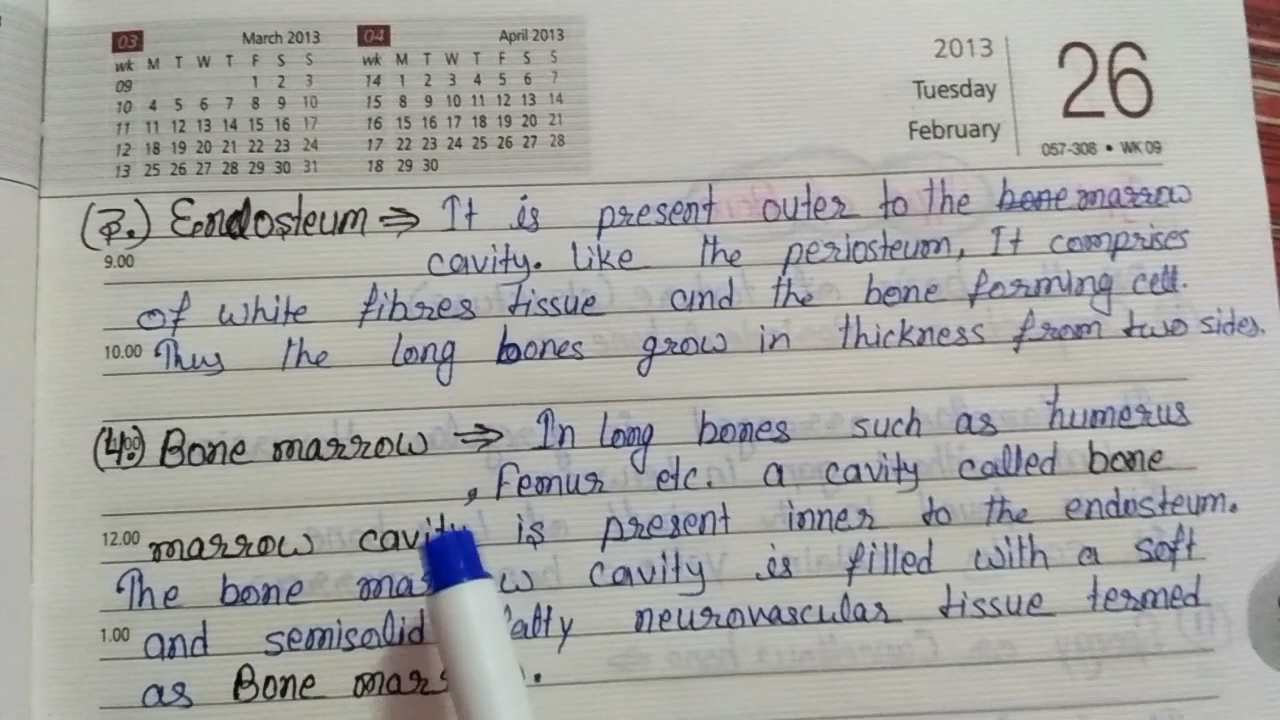 03 March 2013
wk M T W T F S S
09 1 2 3
10 4 5 6 7 8 9 10
11 11 12 13 14 15 16 17
12 18 19 20 21 22 23 24
13 25 26 27 28 29 30 31
04 April 2013
wk M T W T F S S
14 1 2 3 4 5 6 7
15 8 9 10 11 12 13 14
16 15 16 17 18 19 20 21
17 22 23 24 25 26 27 28
18 29 30
2013
Tuesday
February
26
057-308 • WK 09
(3.) Endosteum ⇒ It is present outer to the bone marrow
9.00 cavity. like the periosteum, It comprises
of white fibres tissue and the bone forming cell.
10.00 Thus the long bones grow in thickness from two sides.
(4.) Bone marrow ⇒ In long bones such as humerus
, Femur etc. a cavity called bone
12.00 marrow cavity is present inner to the endosteum.
The bone cavity is filled with a soft
1.00 and semisolid neurovascular tissue termed
as Bone